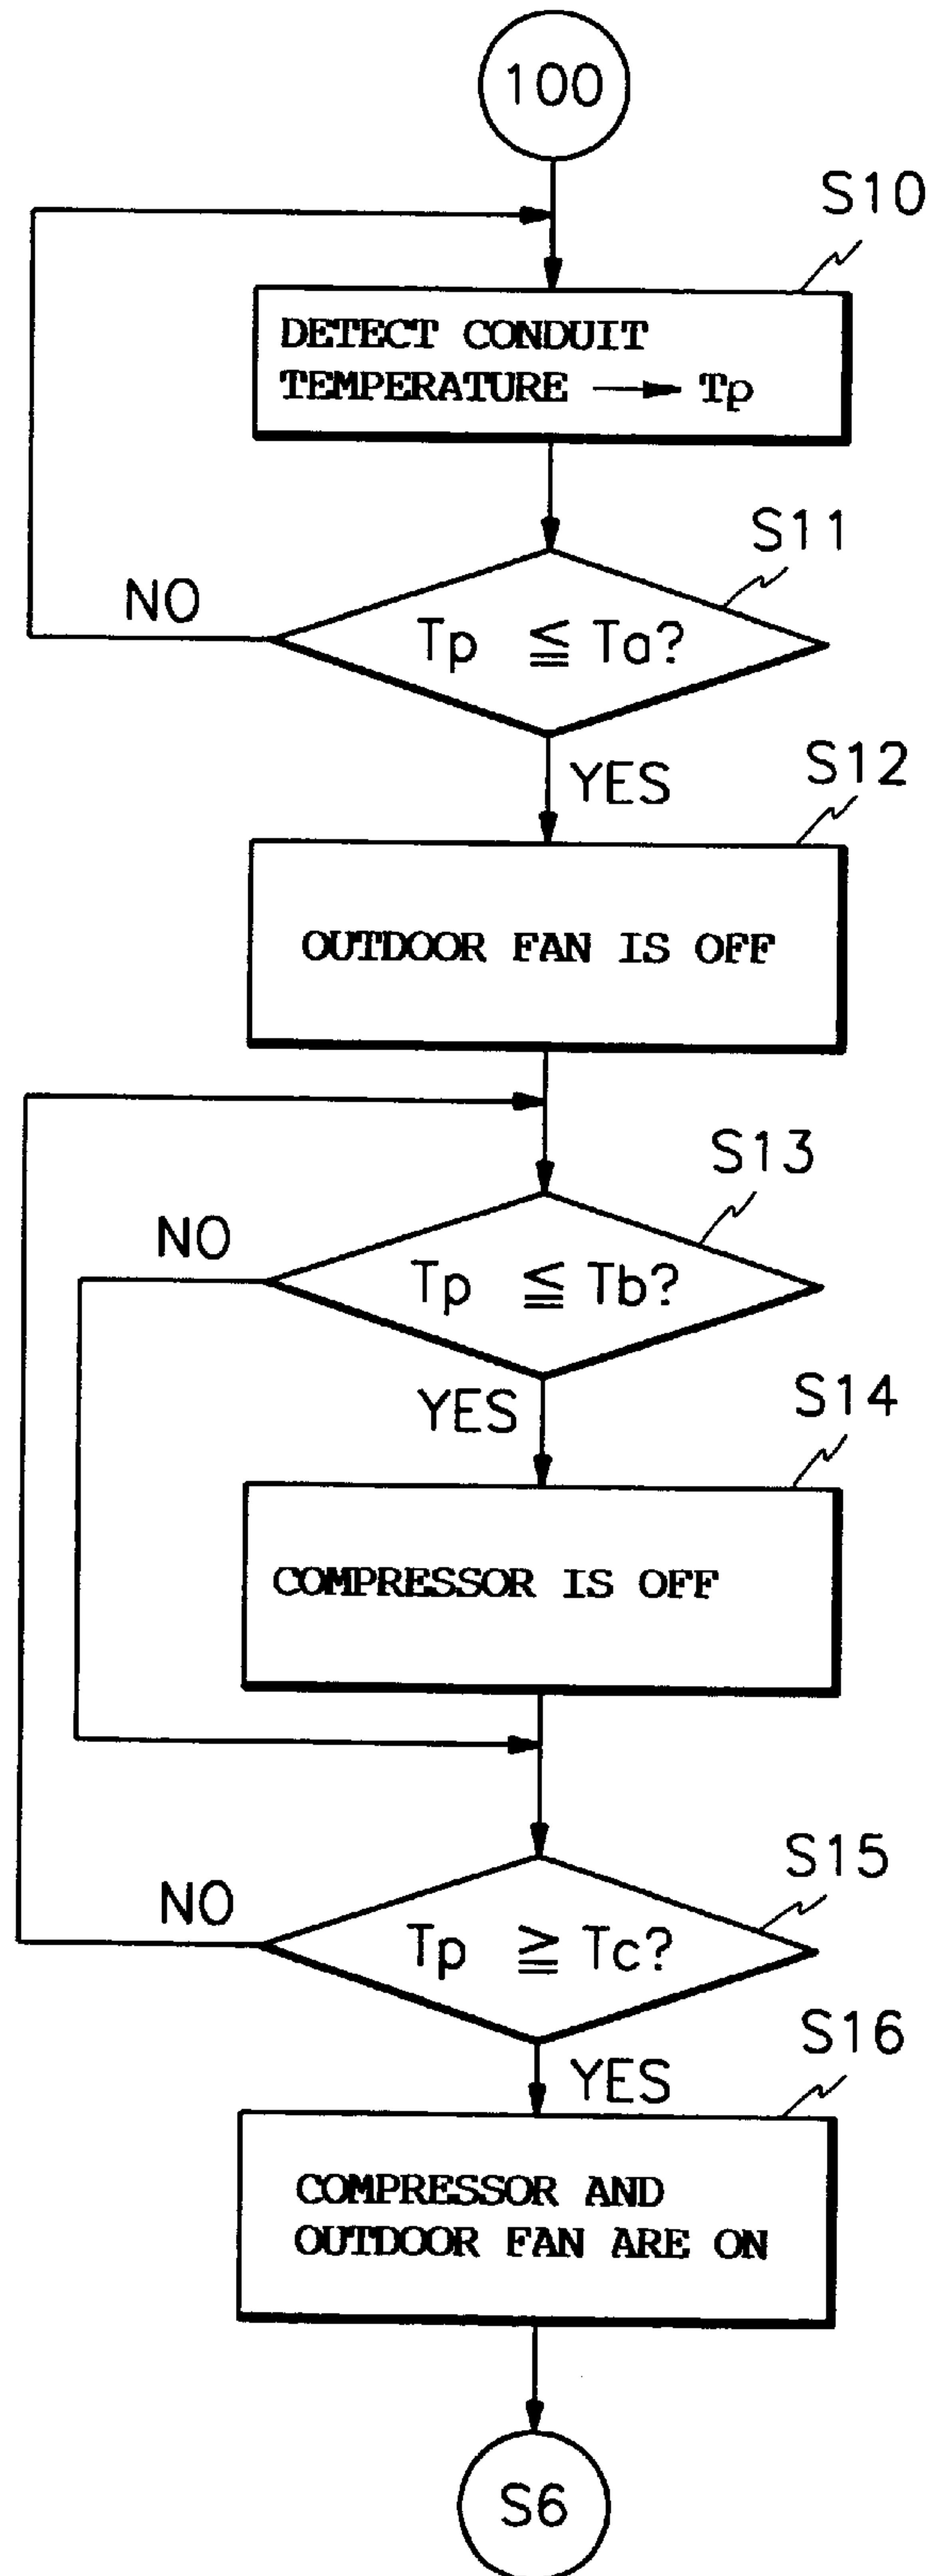 100
S10
DETECT CONDUIT
TEMPERATURE → Tp
S11
NO
Tp ≦ Ta?
YES
S12
OUTDOOR FAN IS OFF
S13
NO
Tp ≦ Tb?
YES
S14
COMPRESSOR IS OFF
S15
NO
Tp ≧ Tc?
YES
S16
COMPRESSOR AND
OUTDOOR FAN ARE ON
S6